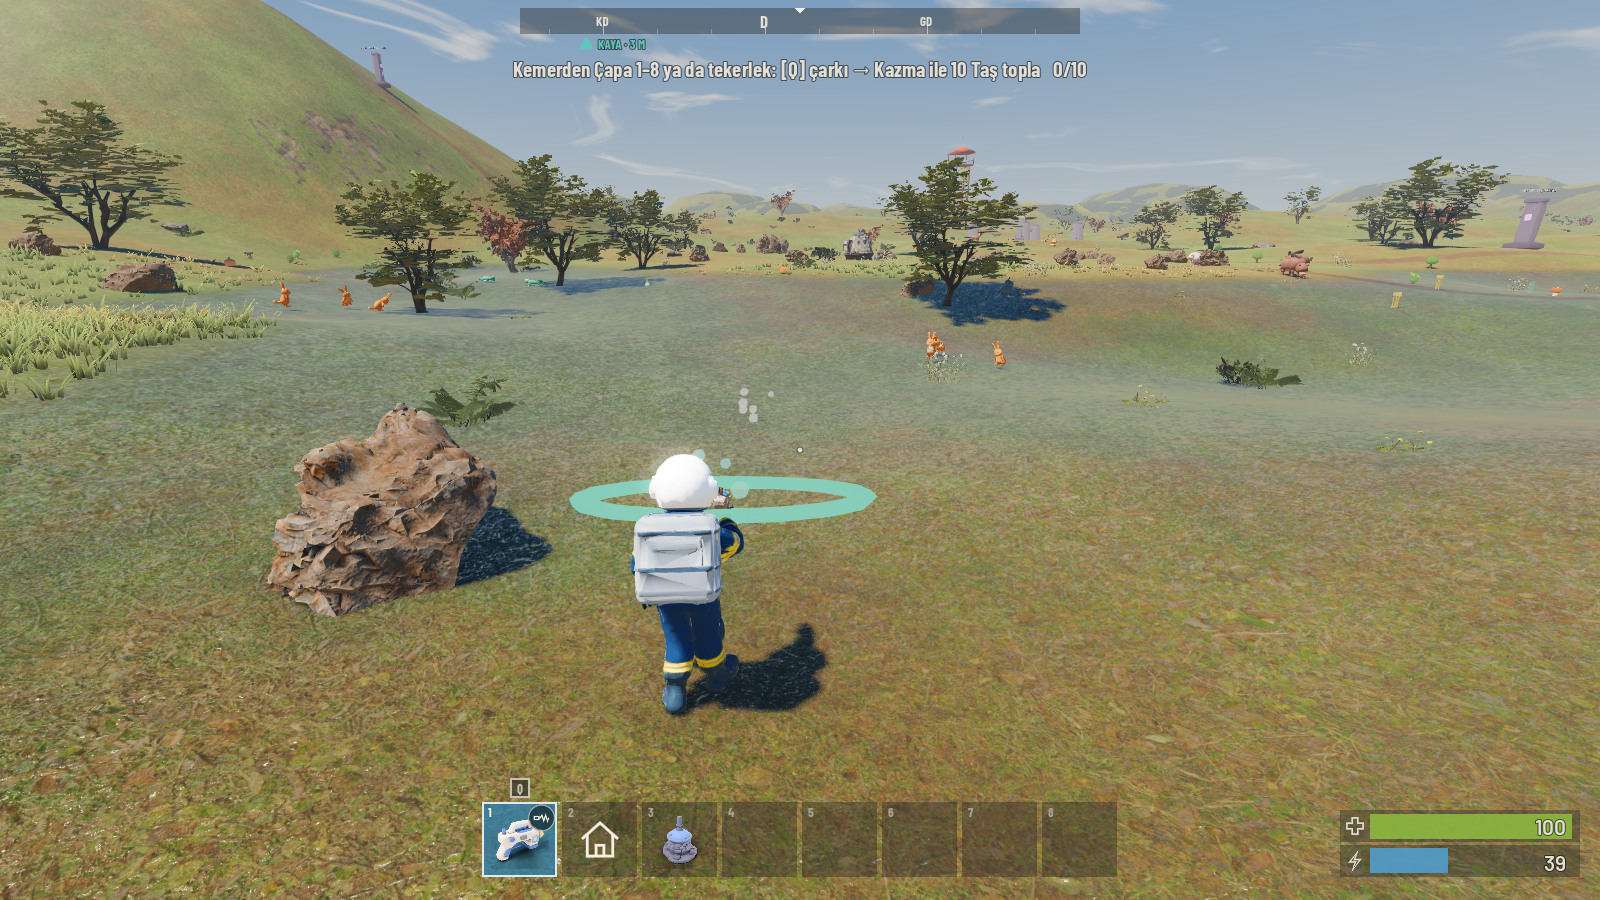 KD
D
GD
KAYA · 3 M
Kemerden Çapa 1-8 ya da tekerlek: [Q] çarkı → Kazma ile 10 Taş topla 0/10
Q
1
2
3
4
5
6
7
8
100
39